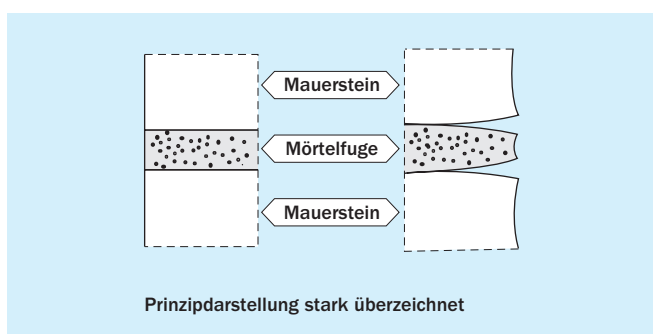 Mauerstein
Mörtelfuge
Mauerstein
Prinzipdarstellung stark überzeichnet